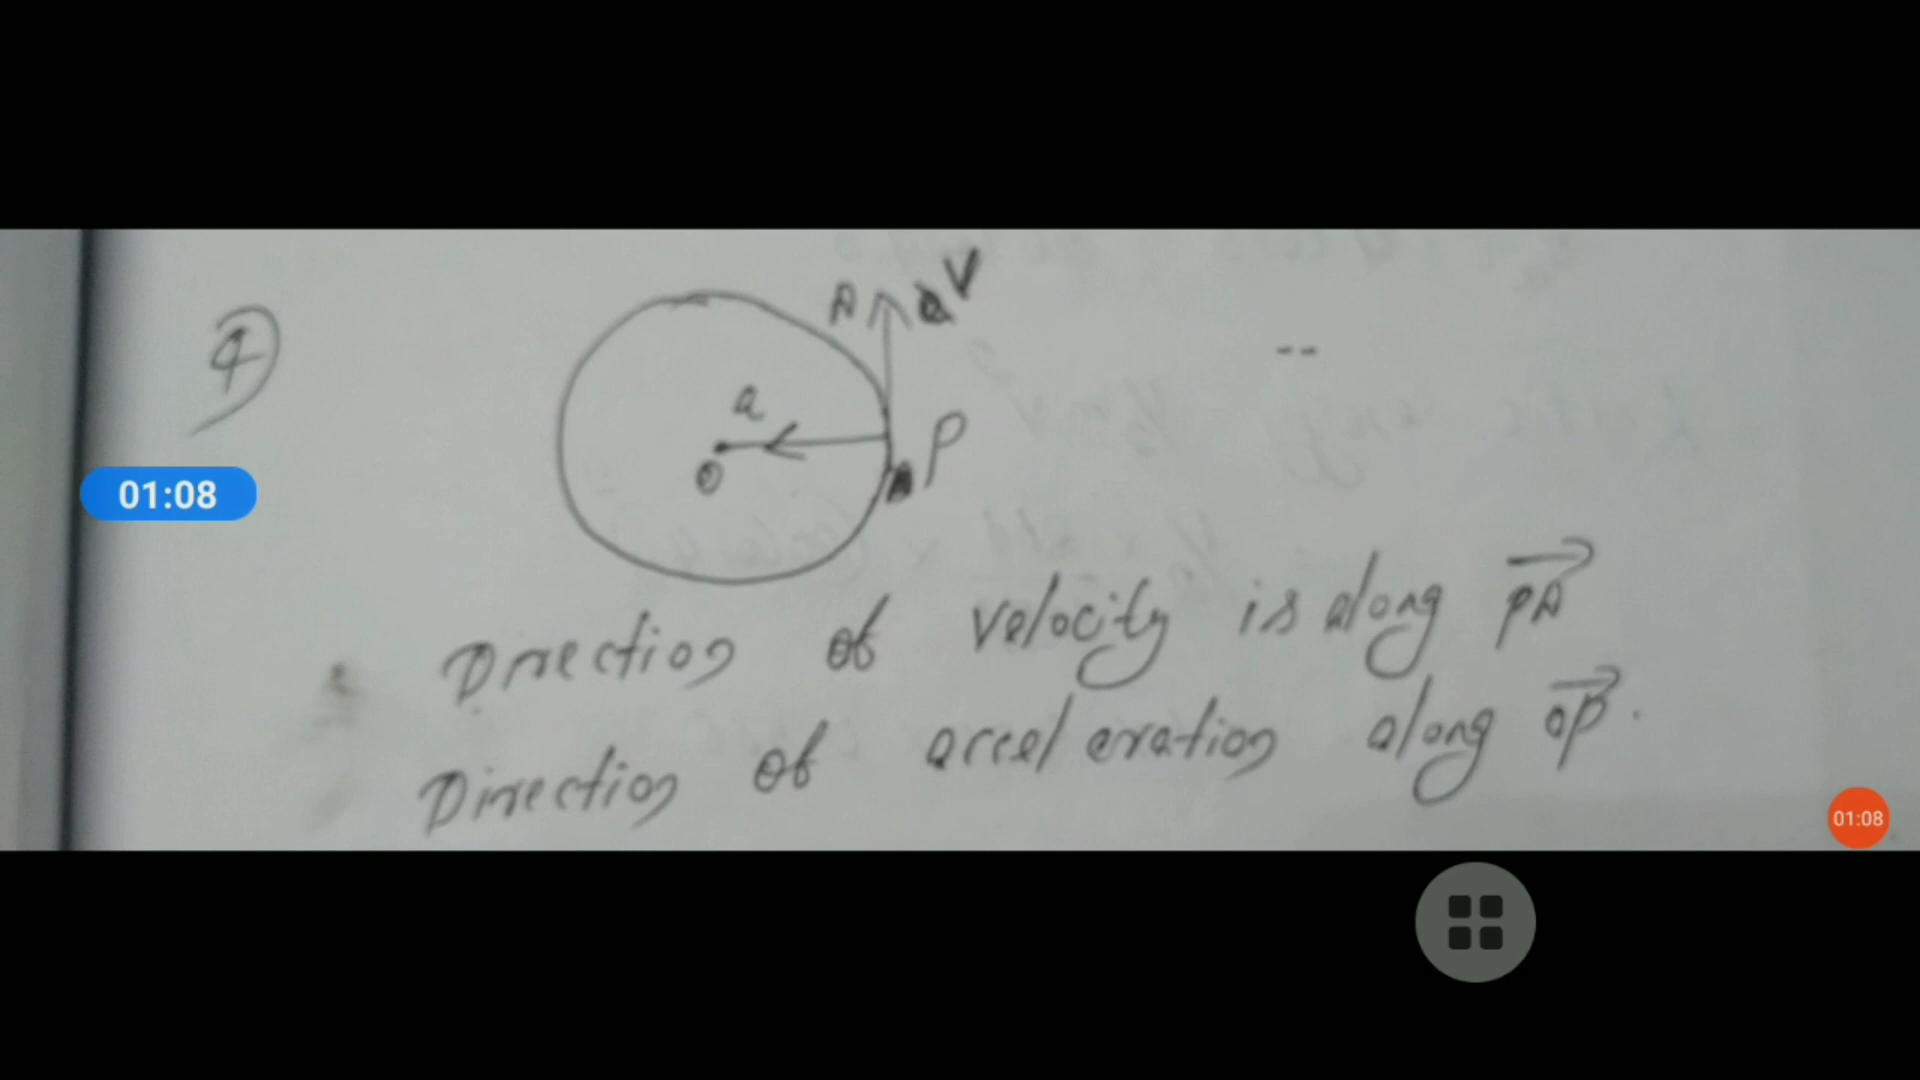 4
A V
a
P
O
01:08
Direction of velocity is along PA
Direction of acceleration along OP.
01:08